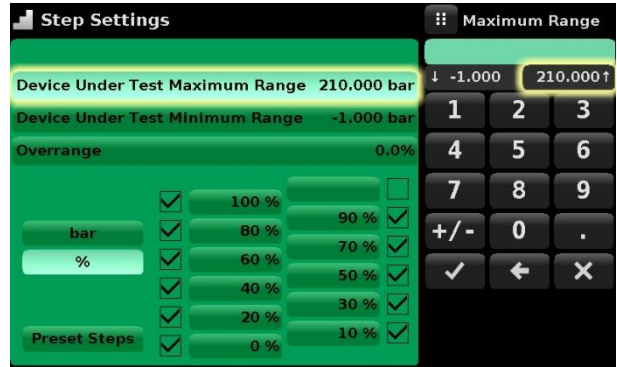 Step Settings
Maximum Range
Device Under Test Maximum Range 210.000 bar
Device Under Test Minimum Range -1.000 bar
Overrange 0.0%
bar
%
Preset Steps
100 %
80 %
60 %
40 %
20 %
0 %
90 %
70 %
50 %
30 %
10 %
↓ -1.000 210.000↑
1 2 3
4 5 6
7 8 9
+/- 0 .